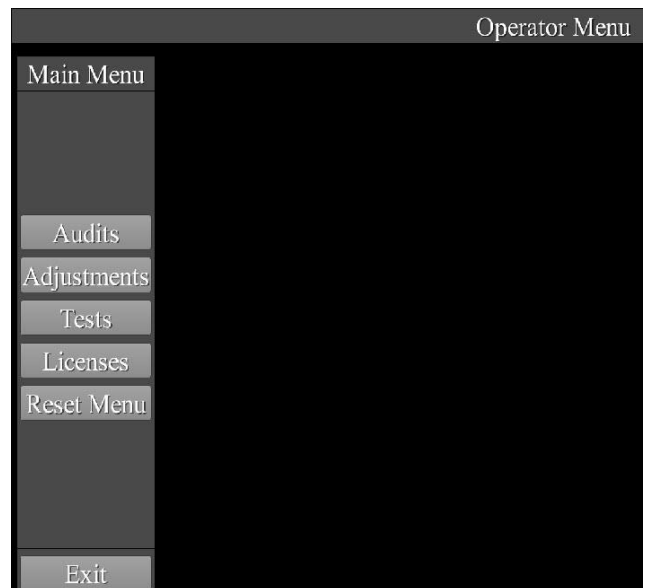 Operator Menu
Main Menu
Audits
Adjustments
Tests
Licenses
Reset Menu
Exit